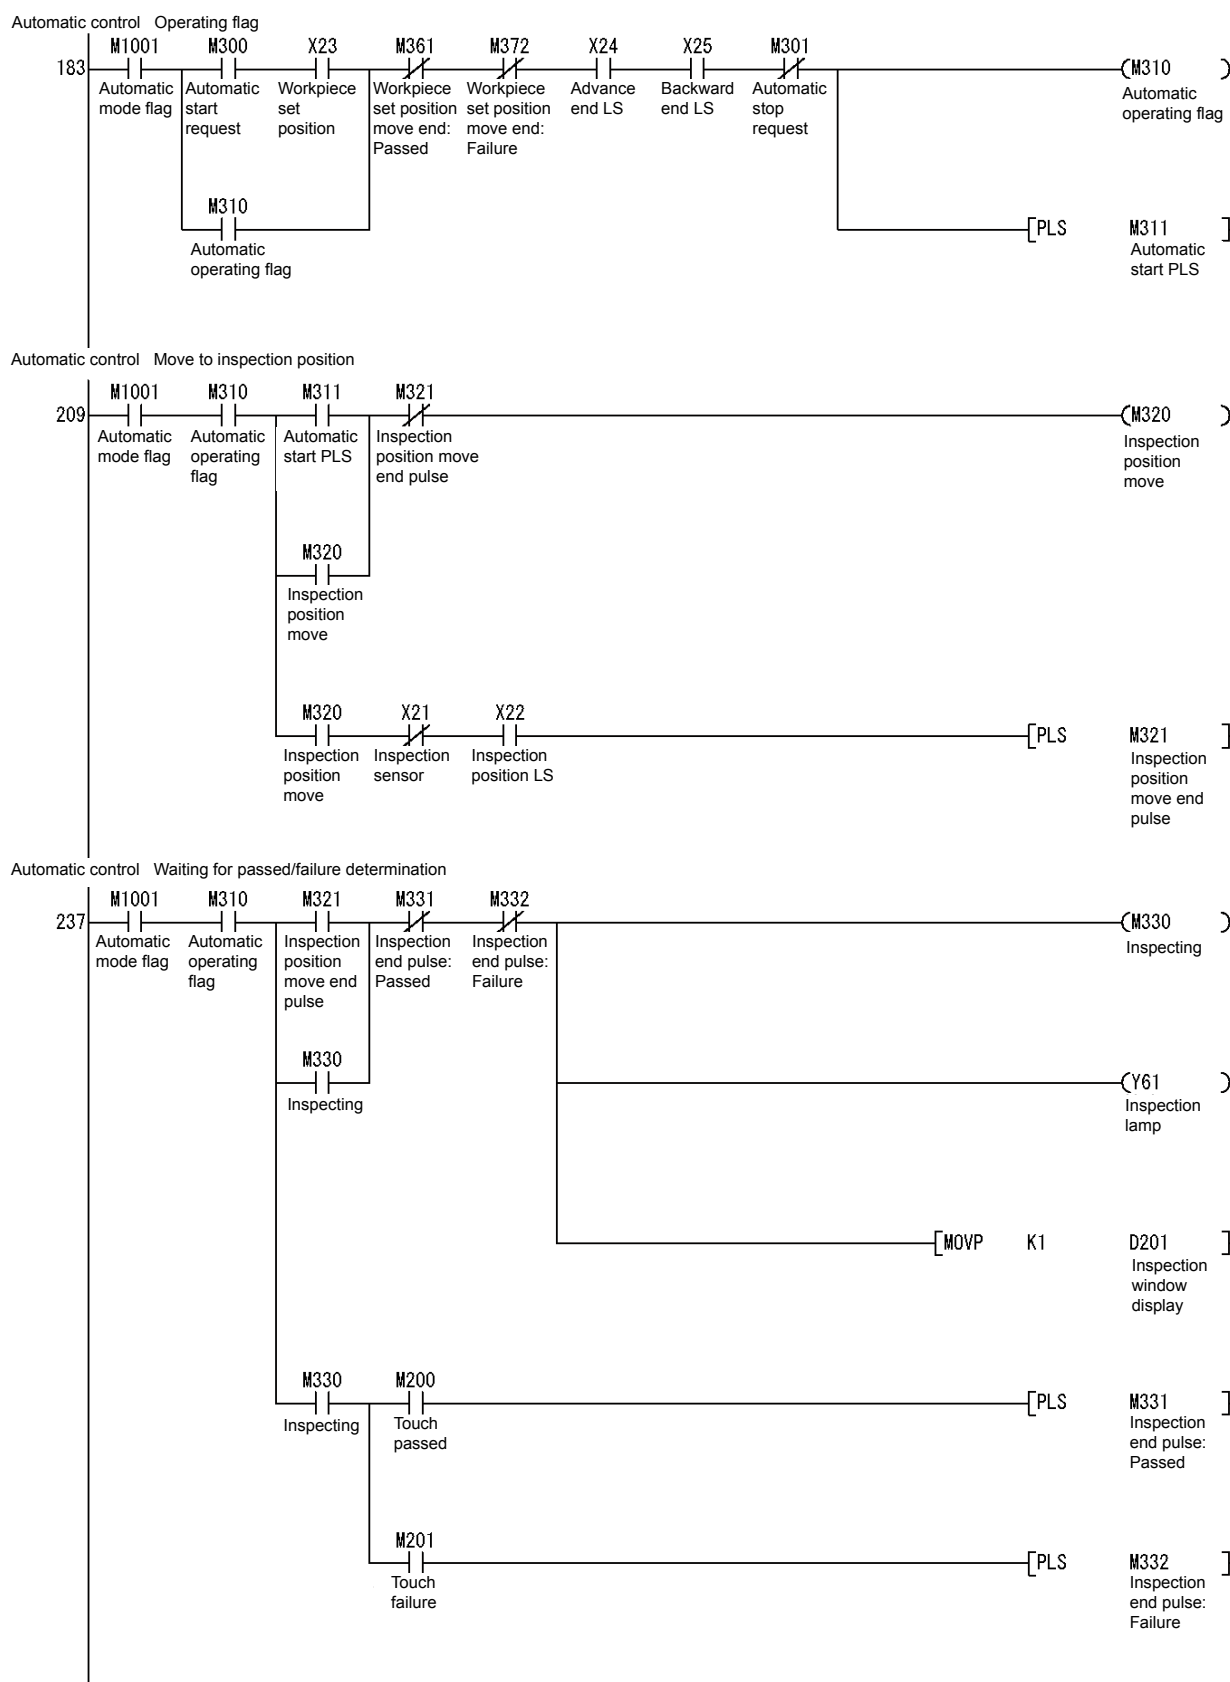 Automatic control Operating flag
M1001 M300 X23 M361 M372 X24 X25 M301
183 (M310 )
Automatic mode flag
Automatic start request
Workpiece set position
Workpiece set position move end: Passed
Workpiece set position move end: Failure
Advance end LS
Backward end LS
Automatic stop request
Automatic operating flag
M310
Automatic operating flag
[PLS M311 ]
Automatic start PLS
Automatic control Move to inspection position
M1001 M310 M311 M321
209 (M320 )
Automatic mode flag
Automatic operating flag
Automatic start PLS
Inspection position move end pulse
Inspection position move
M320
Inspection position move
M320 X21 X22
[PLS M321 ]
Inspection position move
Inspection sensor
Inspection position LS
Inspection position move end pulse
Automatic control Waiting for passed/failure determination
M1001 M310 M321 M331 M332
237 (M330 )
Automatic mode flag
Automatic operating flag
Inspection position move end pulse
Inspection end pulse: Passed
Inspection end pulse: Failure
Inspecting
M330
Inspecting
(Y61 )
Inspection lamp
[MOVP K1 D201 ]
Inspection window display
M330 M200
[PLS M331 ]
Inspecting
Touch passed
Inspection end pulse: Passed
M201
[PLS M332 ]
Touch failure
Inspection end pulse: Failure